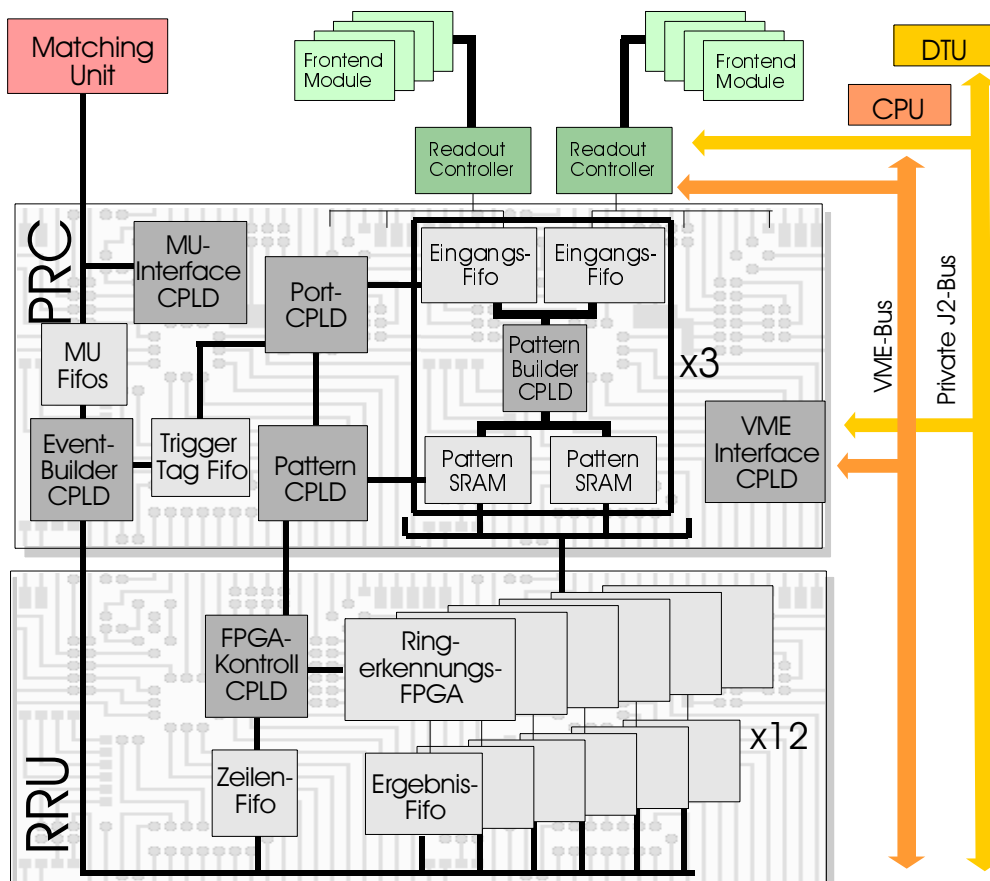 Matching
Unit
Frontend
Module
Frontend
Module
DTU
CPU
Readout
Controller
Readout
Controller
PRC
MU-
Interface
CPLD
Port-
CPLD
Eingangs-
Fifo
Eingangs-
Fifo
MU
Fifos
Pattern
Builder
CPLD
x3
VME-Bus
Private J2-Bus
Event-
Builder
CPLD
Trigger
Tag Fifo
Pattern
CPLD
Pattern
SRAM
Pattern
SRAM
VME
Interface
CPLD
RRU
FPGA-
Kontroll
CPLD
Ring-
erkennungs-
FPGA
x12
Zeilen-
Fifo
Ergebnis-
Fifo